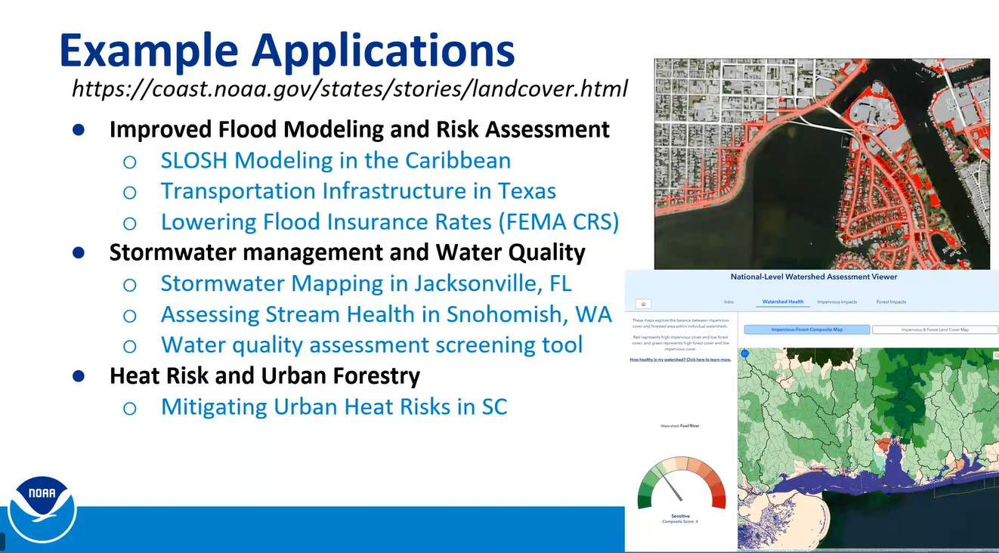 Example Applications
https://coast.noaa.gov/states/stories/landcover.html
● Improved Flood Modeling and Risk Assessment
○ SLOSH Modeling in the Caribbean
○ Transportation Infrastructure in Texas
○ Lowering Flood Insurance Rates (FEMA CRS)
● Stormwater management and Water Quality
○ Stormwater Mapping in Jacksonville, FL
○ Assessing Stream Health in Snohomish, WA
○ Water quality assessment screening tool
● Heat Risk and Urban Forestry
○ Mitigating Urban Heat Risks in SC
NOAA
National-Level Watershed Assessment Viewer
Intro Watershed Health Impervious Impacts Forest Impacts
These maps explore the balance between impervious
cover and forested area within individual watersheds.
Red represents high impervious cover and low forest
cover, and green represents high forest cover and low
impervious cover.
How healthy is my watershed? Click here to learn more.
Impervious-Forest Composite Map
Impervious & Forest Land Cover Map
Watershed: Fowl River
Sensitive
Composite Score: 4